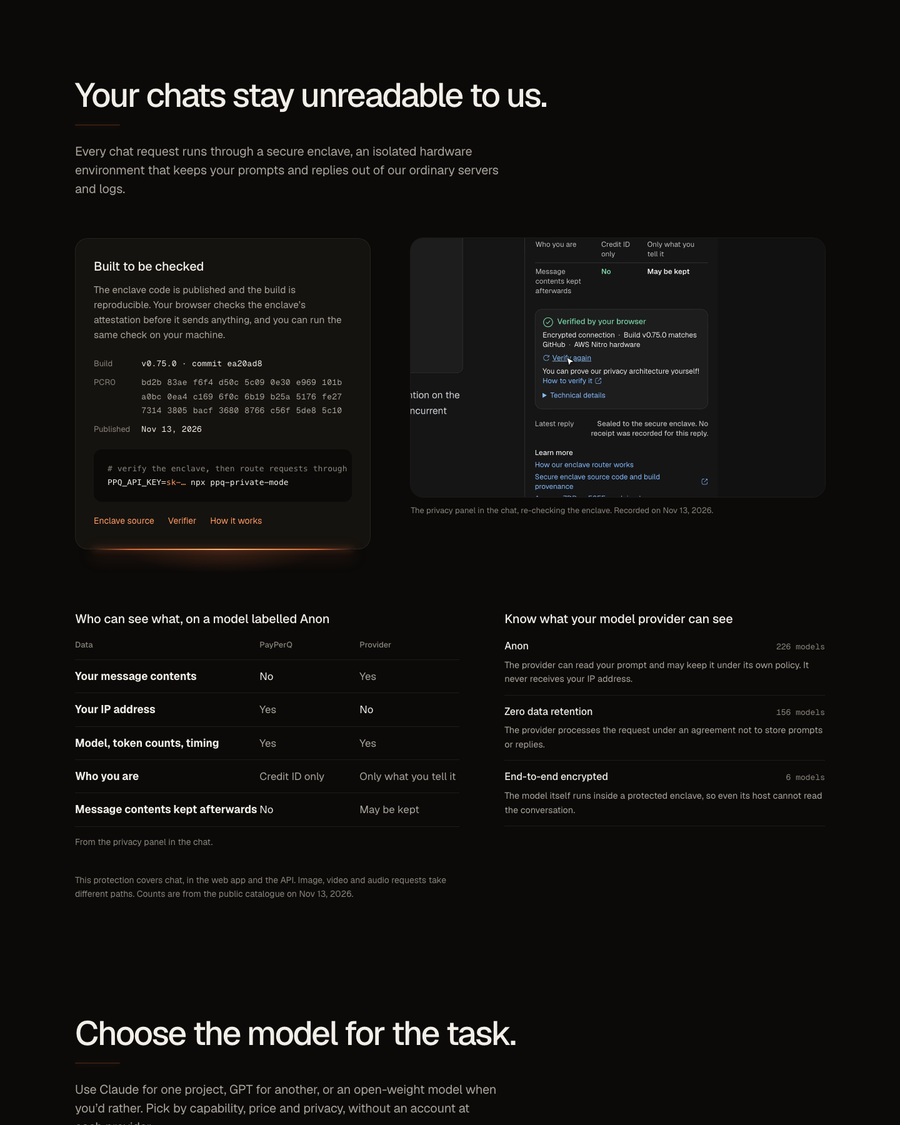 Your chats stay unreadable to us.
Every chat request runs through a secure enclave, an isolated hardware
environment that keeps your prompts and replies out of our ordinary servers
and logs.
Built to be checked
The enclave code is published and the build is
reproducible. Your browser checks the enclave's
attestation before it sends anything, and you can run the
same check on your machine.
Build v0.75.0 · commit ea20ad8
PCR0 bd2b 83ae f6f4 d50c 5c09 0e30 e969 101b
a0bc 0ea4 c169 6f0c 6b19 b25a 5176 fe27
7314 3805 bacf 3680 8766 c56f 5de8 5c10
Published Nov 13, 2026
# verify the enclave, then route requests through
PPQ_API_KEY=sk-… npx ppq-private-mode
Enclave source Verifier How it works
Who you are Credit ID only Only what you tell it
Message contents kept afterwards No May be kept
Verified by your browser
Encrypted connection · Build v0.75.0 matches
GitHub · AWS Nitro hardware
Verify again
You can prove our privacy architecture yourself!
How to verify it
Technical details
ntion on the
ncurrent
Latest reply Sealed to the secure enclave. No
receipt was recorded for this reply.
Learn more
How our enclave router works
Secure enclave source code and build
provenance
The privacy panel in the chat, re-checking the enclave. Recorded on Nov 13, 2026.
Who can see what, on a model labelled Anon
Data PayPerQ Provider
Your message contents No Yes
Your IP address Yes No
Model, token counts, timing Yes Yes
Who you are Credit ID only Only what you tell it
Message contents kept afterwards No May be kept
From the privacy panel in the chat.
This protection covers chat, in the web app and the API. Image, video and audio requests take
different paths. Counts are from the public catalogue on Nov 13, 2026.
Know what your model provider can see
Anon 226 models
The provider can read your prompt and may keep it under its own policy. It
never receives your IP address.
Zero data retention 156 models
The provider processes the request under an agreement not to store prompts
or replies.
End-to-end encrypted 6 models
The model itself runs inside a protected enclave, so even its host cannot read
the conversation.
Choose the model for the task.
Use Claude for one project, GPT for another, or an open-weight model when
you'd rather. Pick by capability, price and privacy, without an account at